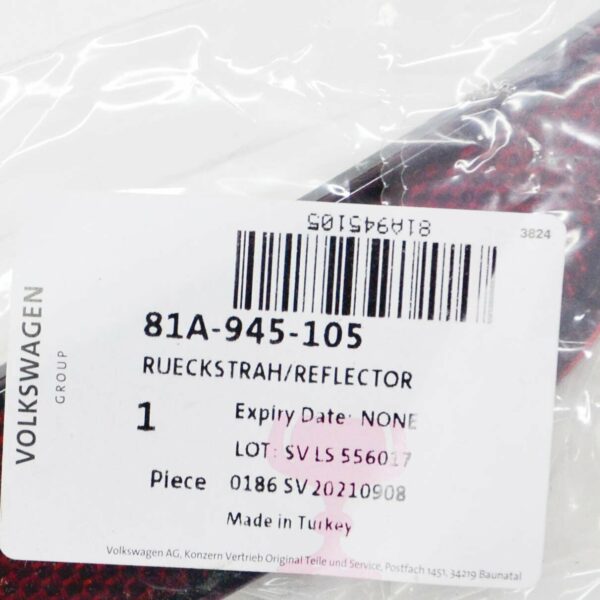 81A945105
3824
VOLKSWAGEN
GROUP
81A-945-105
RUECKSTRAH/REFLECTOR
1
Expiry Date: NONE
LOT: SV LS 556017
Piece
0186 SV 20210908
Made in Turkey
Volkswagen AG, Konzern Vertrieb Original Teile und Service, Postfach 1451, 34219 Baunatal